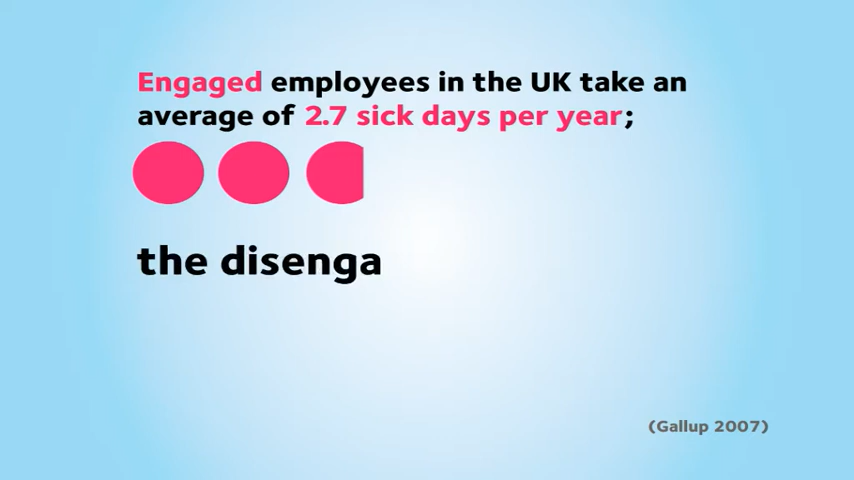 Engaged employees in the UK take an
average of 2.7 sick days per year;
the disenga
(Gallup 2007)